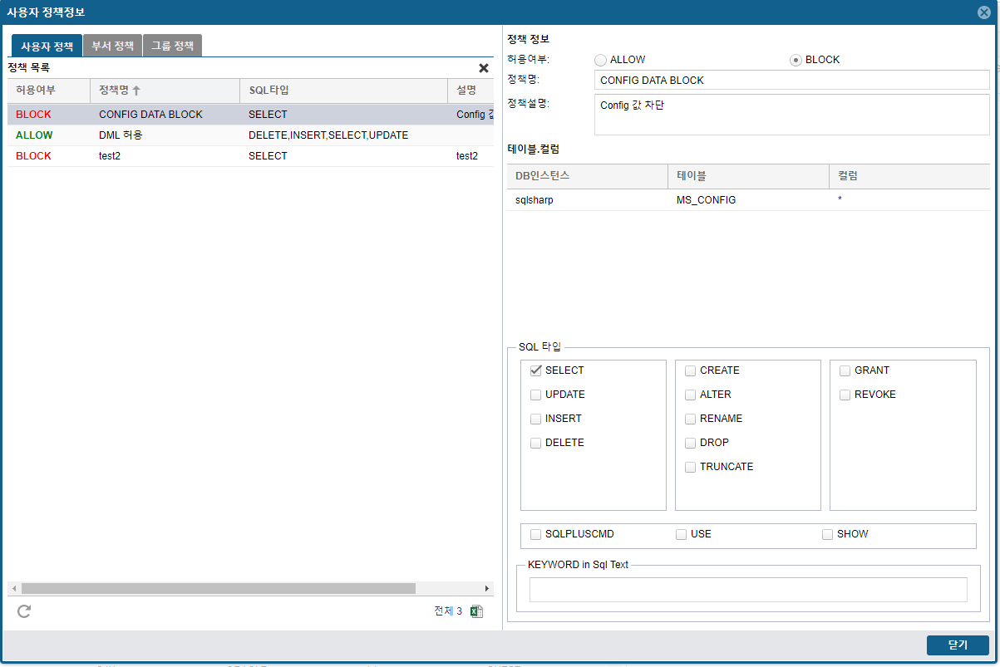 사용자 정책정보
사용자 정책 부서 정책 그룹 정책
정책 목록
허용여부 정책명 SQL타입 설명
BLOCK CONFIG DATA BLOCK SELECT Config 값
ALLOW DML 허용 DELETE,INSERT,SELECT,UPDATE
BLOCK test2 SELECT test2
전체 3
정책 정보
허용여부: ALLOW BLOCK
정책명: CONFIG DATA BLOCK
정책설명: Config 값 차단
테이블.컬럼
DB인스턴스 테이블 컬럼
sqlsharp MS_CONFIG *
SQL 타입
SELECT CREATE GRANT
UPDATE ALTER REVOKE
INSERT RENAME
DELETE DROP
TRUNCATE
SQLPLUSCMD USE SHOW
KEYWORD in Sql Text
닫기